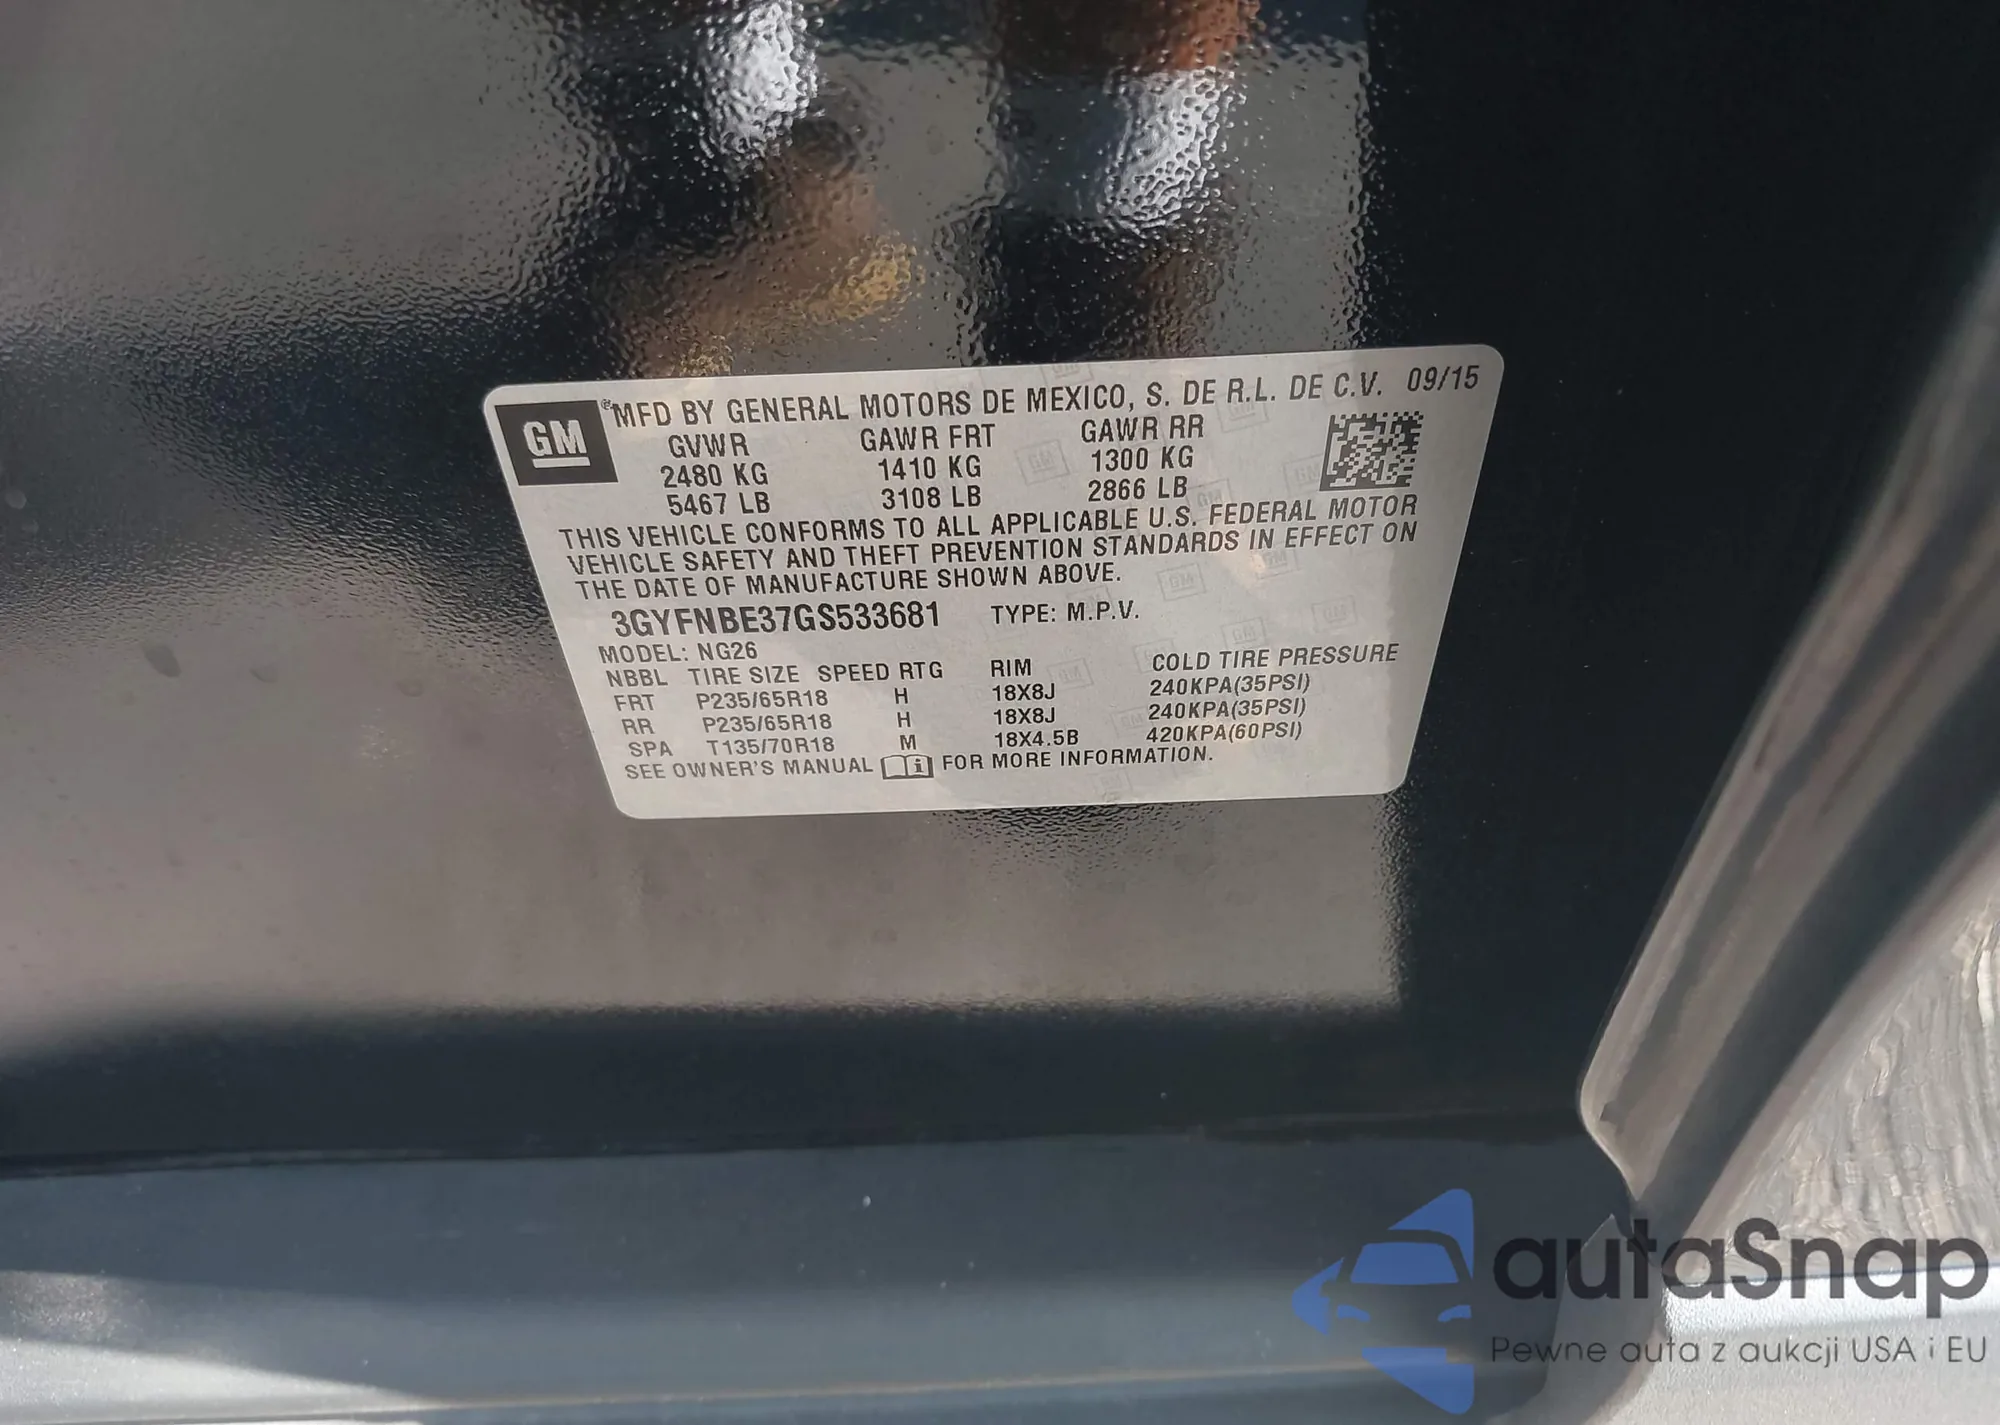 GM ® MFD BY GENERAL MOTORS DE MEXICO, S. DE R.L. DE C.V. 09/15
GVWR GAWR FRT GAWR RR
2480 KG 1410 KG 1300 KG
5467 LB 3108 LB 2866 LB
THIS VEHICLE CONFORMS TO ALL APPLICABLE U.S. FEDERAL MOTOR
VEHICLE SAFETY AND THEFT PREVENTION STANDARDS IN EFFECT ON
THE DATE OF MANUFACTURE SHOWN ABOVE.
3GYFNBE37GS533681 TYPE: M.P.V.
MODEL: NG26
NBBL TIRE SIZE SPEED RTG RIM COLD TIRE PRESSURE
FRT P235/65R18 H 18X8J 240KPA(35PSI)
RR P235/65R18 H 18X8J 240KPA(35PSI)
SPA T135/70R18 M 18X4.5B 420KPA(60PSI)
SEE OWNER'S MANUAL FOR MORE INFORMATION.
autaSnap
Pewne auta z aukcji USA i EU